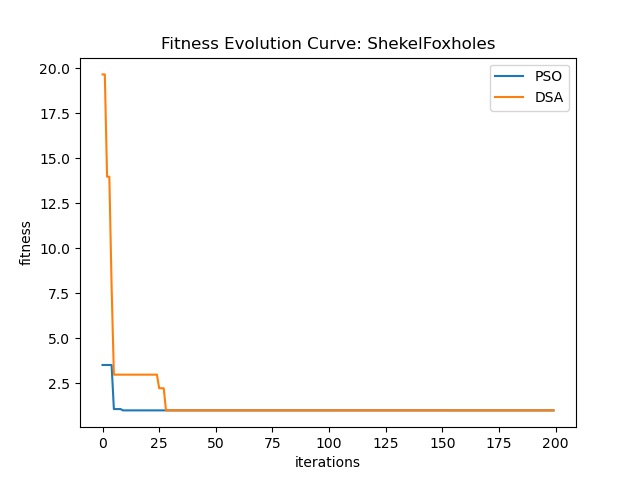 Fitness Evolution Curve: ShekelFoxholes
PSO
DSA
fitness
20.0
17.5
15.0
12.5
10.0
7.5
5.0
2.5
0 25 50 75 100 125 150 175 200
iterations